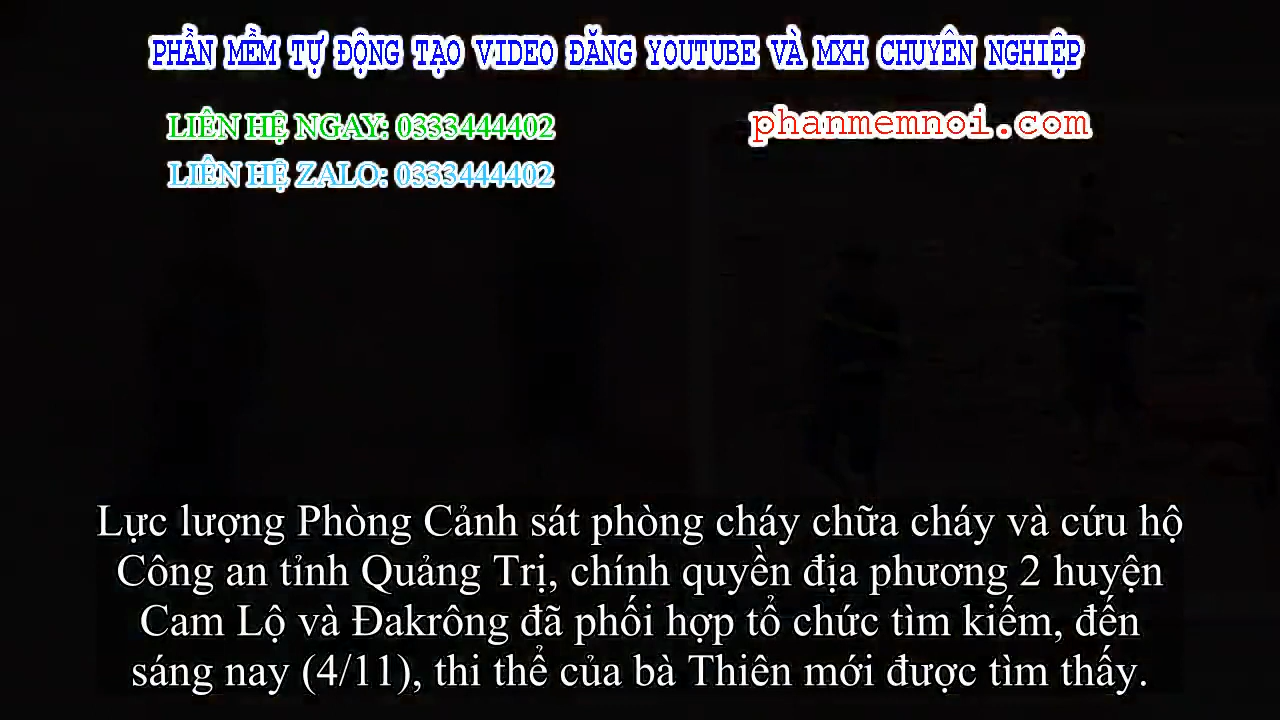 PHẦN MỀM TỰ ĐỘNG TẠO VIDEO ĐĂNG YOUTUBE VÀ MXH CHUYÊN NGHIỆP
LIÊN HỆ NGAY: 0333444402
phanmemnoi.com
LIÊN HỆ ZALO: 0333444402
Lực lượng Phòng Cảnh sát phòng cháy chữa cháy và cứu hộ
Công an tỉnh Quảng Trị, chính quyền địa phương 2 huyện
Cam Lộ và Đakrông đã phối hợp tổ chức tìm kiếm, đến
sáng nay (4/11), thi thể của bà Thiên mới được tìm thấy.